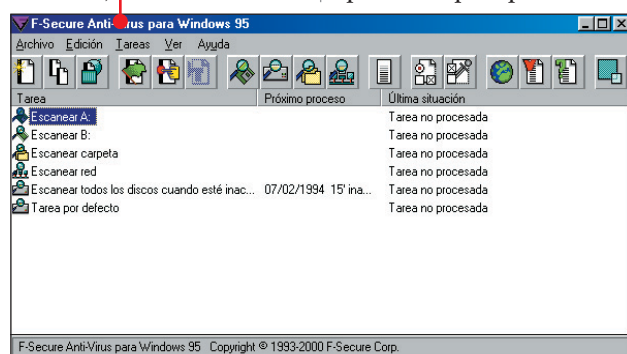 F-Secure Anti-Virus para Windows 95
Archivo Edición Tareas Ver Ayuda
Tarea Próximo proceso Última situación
Escanear A: Tarea no procesada
Escanear B: Tarea no procesada
Escanear carpeta Tarea no procesada
Escanear red Tarea no procesada
Escanear todos los discos cuando esté inac... 07/02/1994 15' ina... Tarea no procesada
Tarea por defecto Tarea no procesada
F-Secure Anti-Virus para Windows 95 Copyright © 1993-2000 F-Secure Corp.